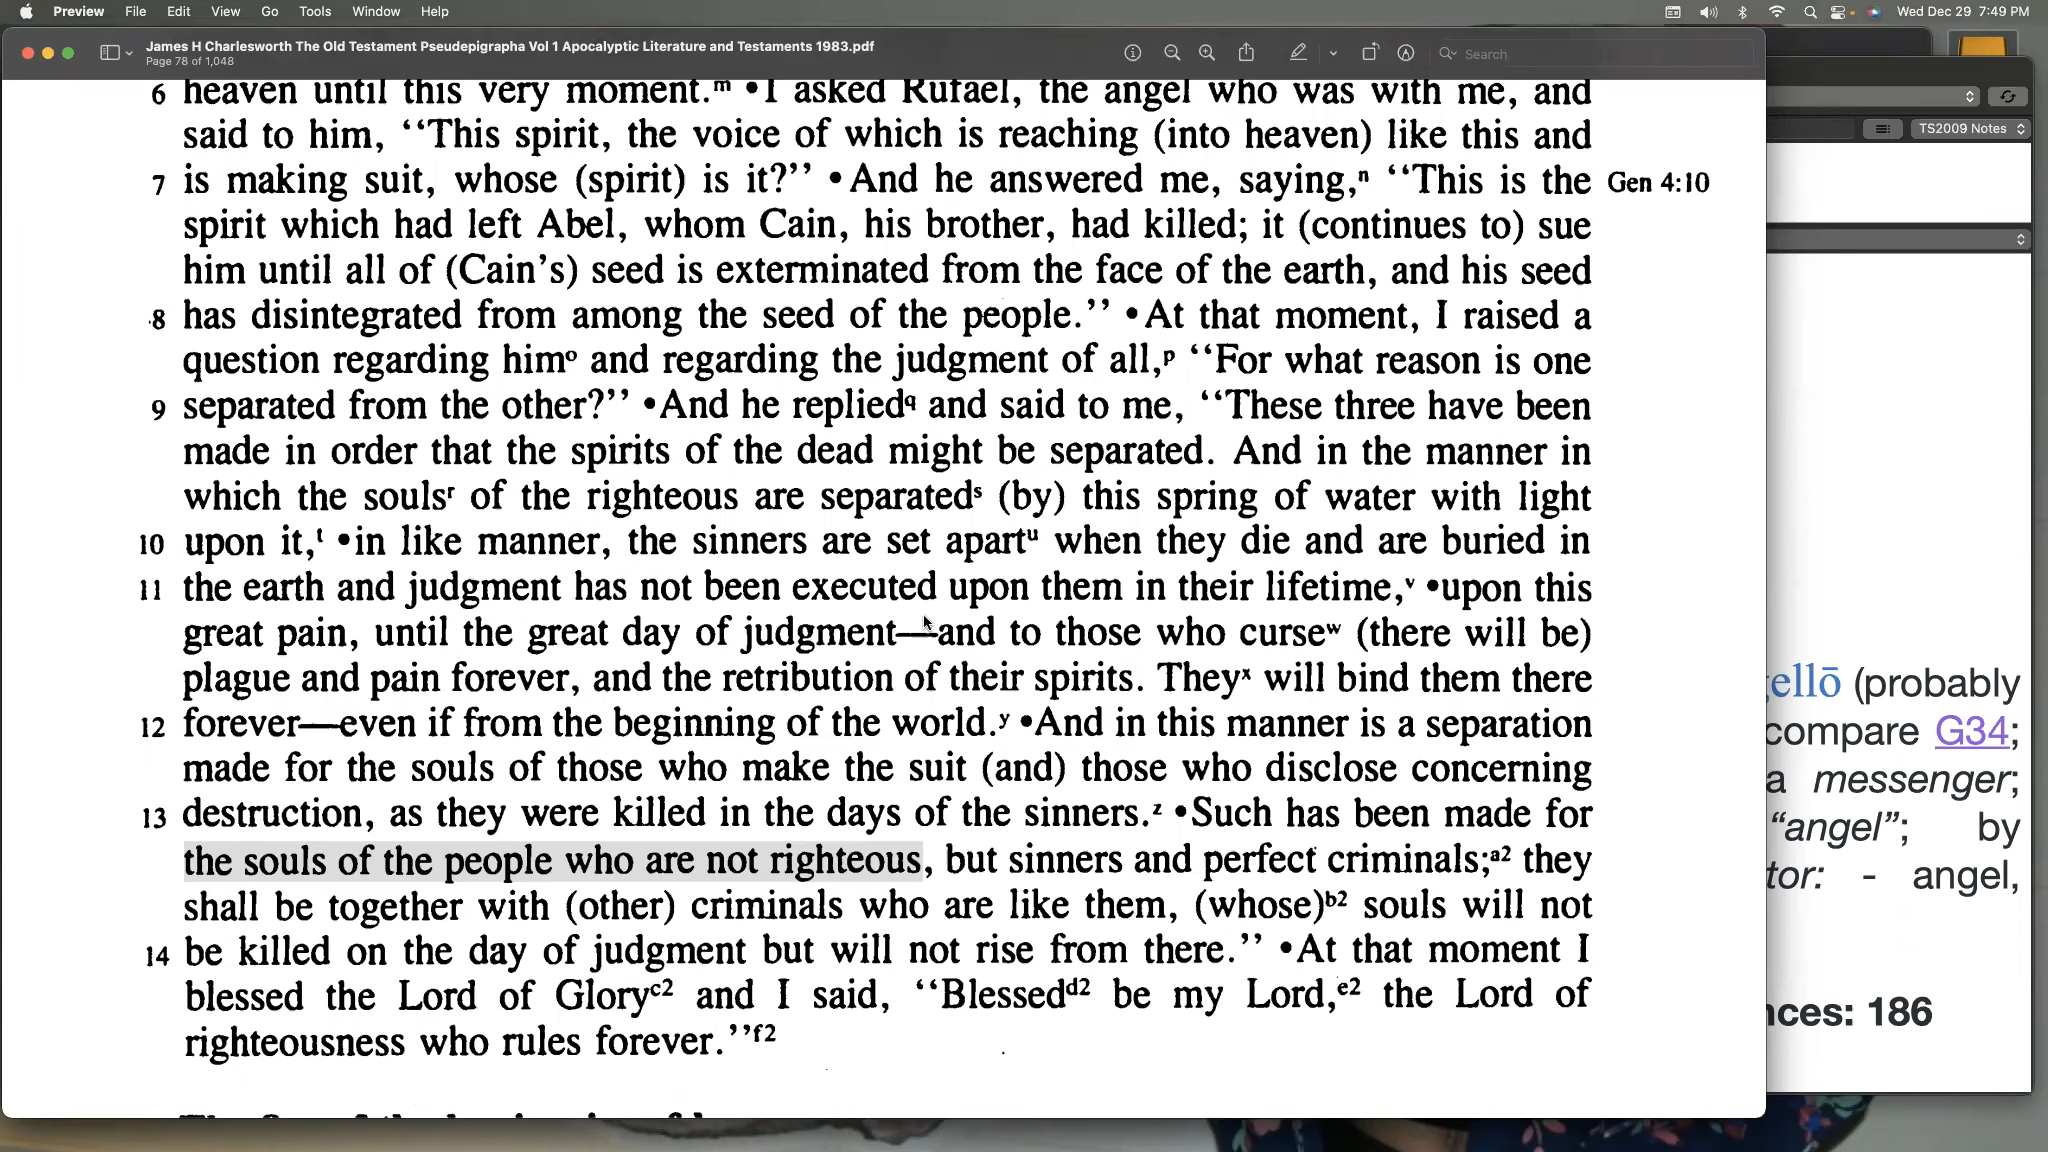 Preview File Edit View Go Tools Window Help Wed Dec 29 7:49 PM
James H Charlesworth The Old Testament Pseudepigrapha Vol 1 Apocalyptic Literature and Testaments 1983.pdf
Page 78 of 1,048
Search
TS2009 Notes
6 heaven until this very moment.ᵐ •I asked Rufael, the angel who was with me, and
said to him, ‘‘This spirit, the voice of which is reaching (into heaven) like this and
7 is making suit, whose (spirit) is it?’’ •And he answered me, saying,ⁿ ‘‘This is the Gen 4:10
spirit which had left Abel, whom Cain, his brother, had killed; it (continues to) sue
him until all of (Cain’s) seed is exterminated from the face of the earth, and his seed
8 has disintegrated from among the seed of the people.’’ •At that moment, I raised a
question regarding himᵒ and regarding the judgment of all,ᵖ ‘‘For what reason is one
9 separated from the other?’’ •And he repliedq and said to me, ‘‘These three have been
made in order that the spirits of the dead might be separated. And in the manner in
which the soulsʳ of the righteous are separatedˢ (by) this spring of water with light
10 upon it,ᵗ •in like manner, the sinners are set apartᵘ when they die and are buried in
11 the earth and judgment has not been executed upon them in their lifetime,ᵛ •upon this
great pain, until the great day of judgment—and to those who curseʷ (there will be)
plague and pain forever, and the retribution of their spirits. Theyˣ will bind them there
12 forever—even if from the beginning of the world.ʸ •And in this manner is a separation
made for the souls of those who make the suit (and) those who disclose concerning
13 destruction, as they were killed in the days of the sinners.ᶻ •Such has been made for
the souls of the people who are not righteous, but sinners and perfect criminals;ᵃ² they
shall be together with (other) criminals who are like them, (whose)ᵇ² souls will not
14 be killed on the day of judgment but will not rise from there.’’ •At that moment I
blessed the Lord of Gloryᶜ² and I said, ‘‘Blessedᵈ² be my Lord,ᵉ² the Lord of
righteousness who rules forever.’’ᶠ²
ellō (probably
compare G34;
a messenger;
“angel”; by
tor: - angel,
nces: 186